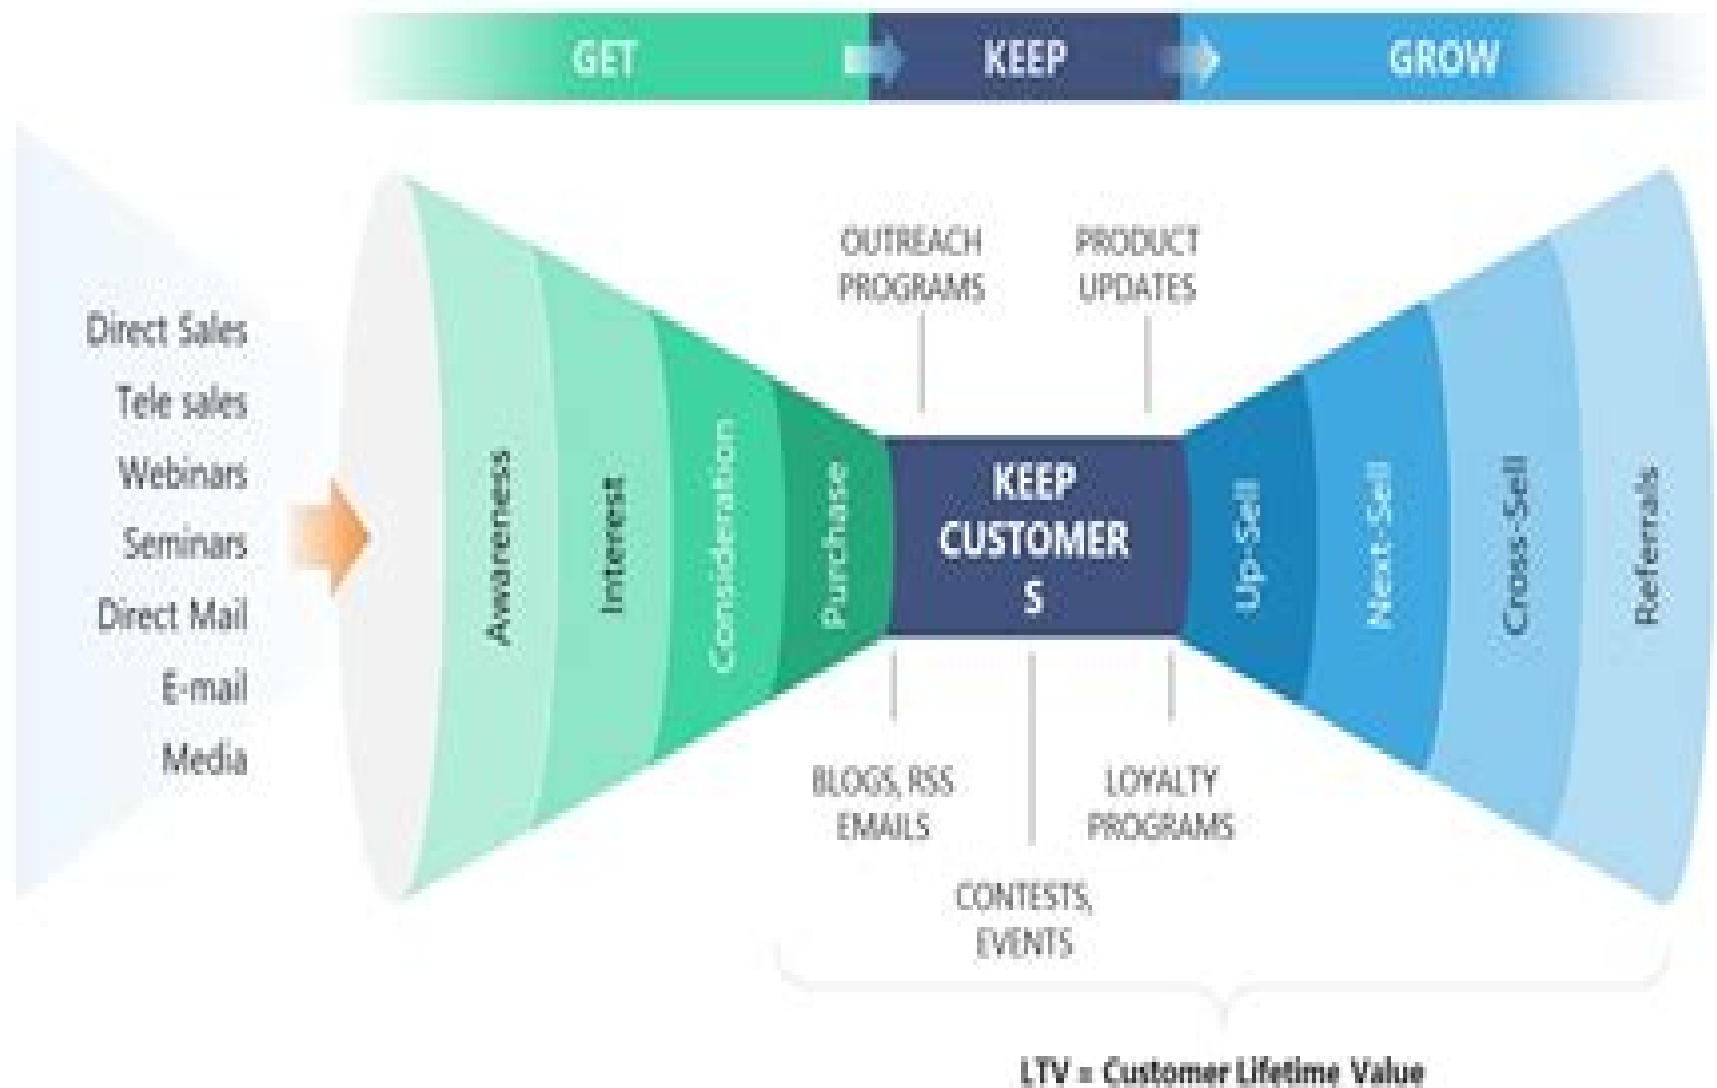 GET
KEEP
GROW
OUTREACH
PROGRAMS
PRODUCT
UPDATES
Direct Sales
Tele sales
Webinars
Seminars
Direct Mail
E-mail
Media
Awareness
Interest
Consideration
Purchase
KEEP
CUSTOMER
S
Up-Sell
Next-Sell
Cross-Sell
Referrals
BLOGS, RSS
EMAILS
LOYALTY
PROGRAMS
CONTESTS,
EVENTS
LTV = Customer Lifetime Value